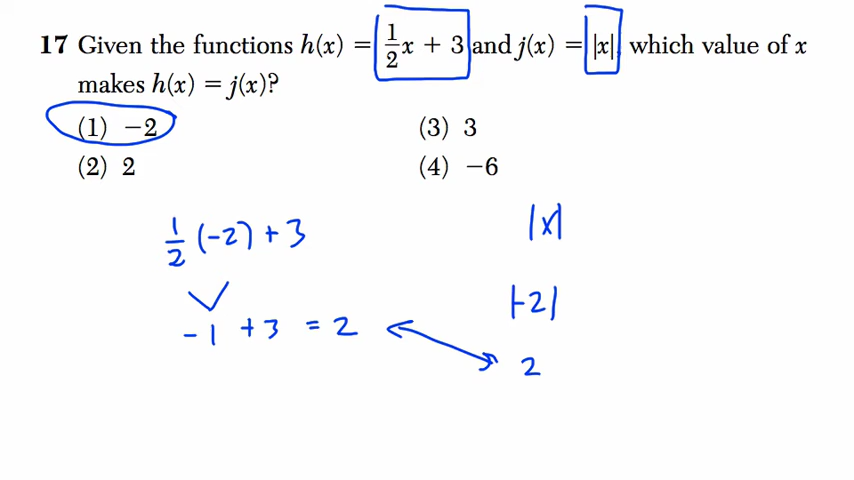 17 Given the functions h(x) = 1/2 x + 3 and j(x) = |x|, which value of x
makes h(x) = j(x)?
(1) −2 (3) 3
(2) 2 (4) −6
1/2 (-2) + 3 |x|
|-2|
-1 + 3 = 2
2